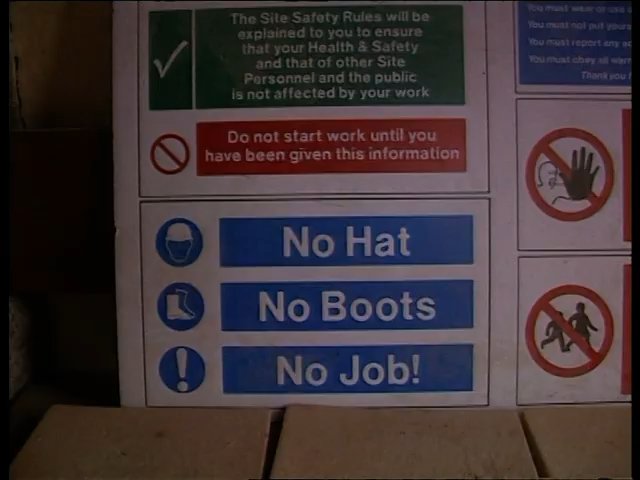 The Site Safety Rules will be
explained to you to ensure
that your Health & Safety
and that of other Site
Personnel and the public
is not affected by your work
Do not start work until you
have been given this information
No Hat
No Boots
No Job!
You must wear or use
You must not put yours
You must report any
You must obey all warn
Thank you